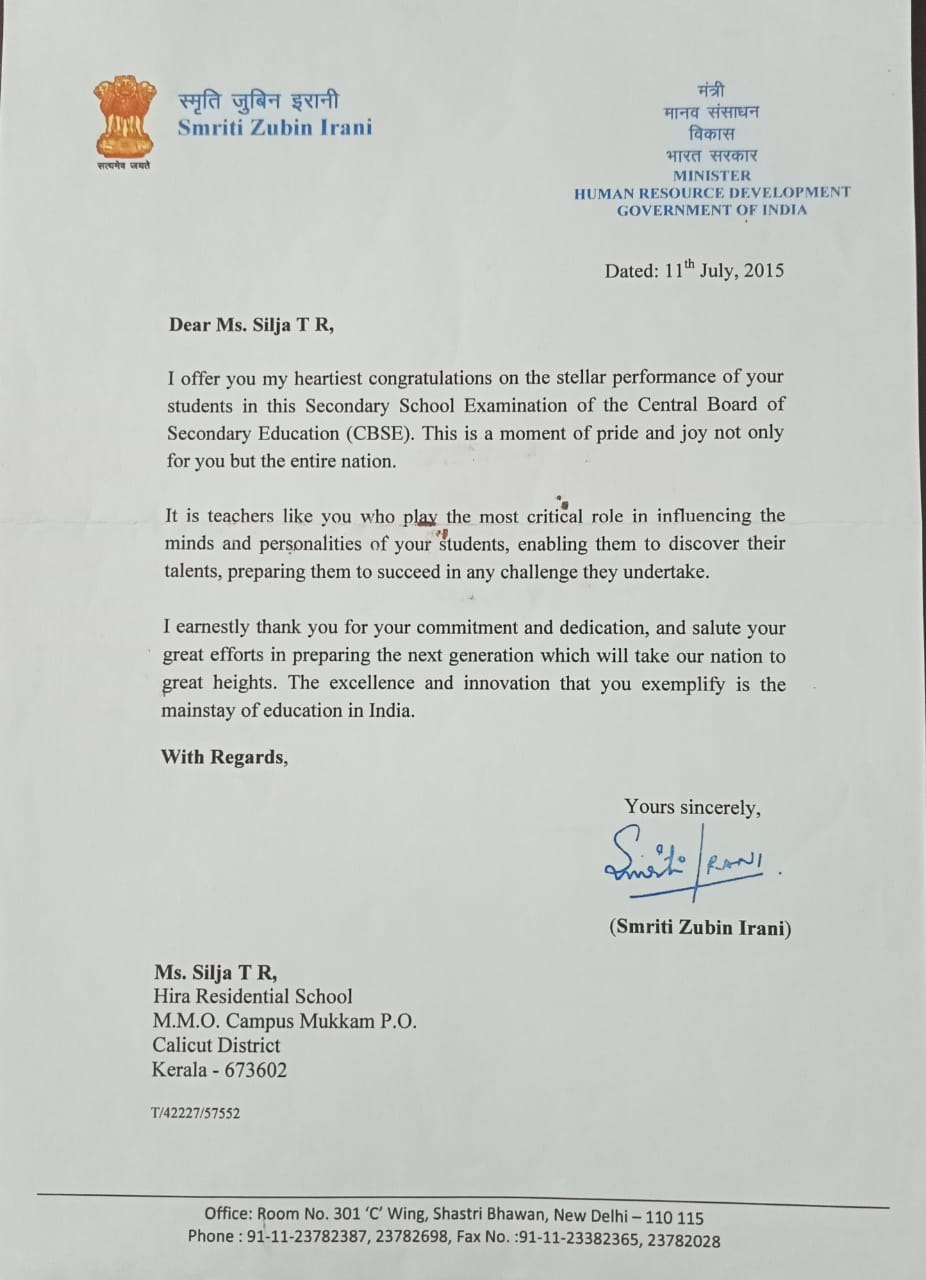 स्मृति जुबिन इरानी
Smriti Zubin Irani
सत्यमेव जयते
मंत्री
मानव संसाधन
विकास
भारत सरकार
MINISTER
HUMAN RESOURCE DEVELOPMENT
GOVERNMENT OF INDIA
Dated: 11th July, 2015
Dear Ms. Silja T R,
I offer you my heartiest congratulations on the stellar performance of your
students in this Secondary School Examination of the Central Board of
Secondary Education (CBSE). This is a moment of pride and joy not only
for you but the entire nation.
It is teachers like you who play the most critical role in influencing the
minds and personalities of your students, enabling them to discover their
talents, preparing them to succeed in any challenge they undertake.
I earnestly thank you for your commitment and dedication, and salute your
great efforts in preparing the next generation which will take our nation to
great heights. The excellence and innovation that you exemplify is the
mainstay of education in India.
With Regards,
Yours sincerely,
Smriti IRANI
(Smriti Zubin Irani)
Ms. Silja T R,
Hira Residential School
M.M.O. Campus Mukkam P.O.
Calicut District
Kerala - 673602
T/42227/57552
Office: Room No. 301 ‘C’ Wing, Shastri Bhawan, New Delhi – 110 115
Phone : 91-11-23782387, 23782698, Fax No. :91-11-23382365, 23782028